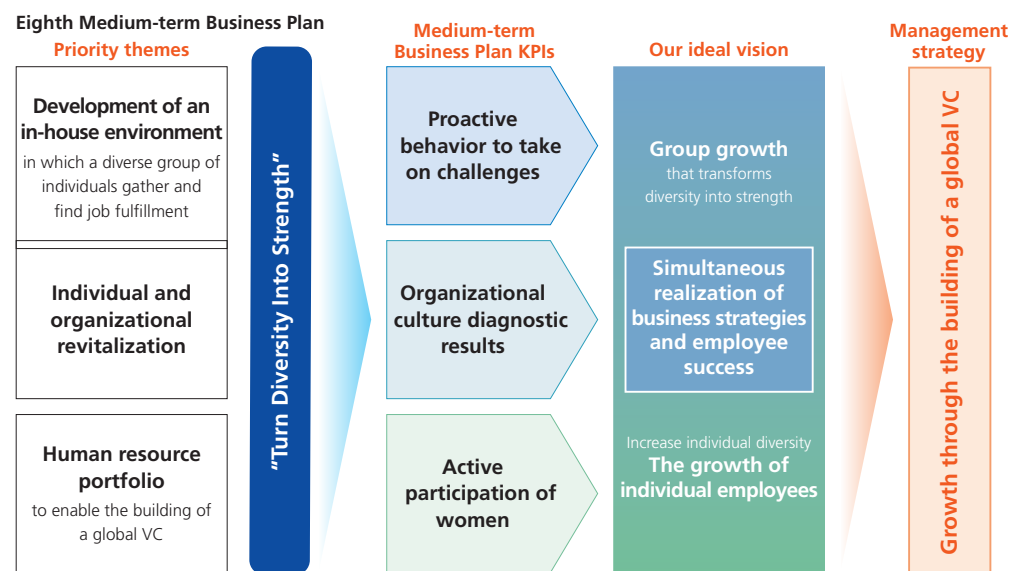 Eighth Medium-term Business Plan
Priority themes
Development of an
in-house environment
in which a diverse group of
individuals gather and
find job fulfillment
Individual and
organizational
revitalization
Human resource
portfolio
to enable the building of
a global VC
“Turn Diversity Into Strength”
Medium-term
Business Plan KPIs
Proactive
behavior to take
on challenges
Organizational
culture diagnostic
results
Active
participation of
women
Our ideal vision
Group growth
that transforms
diversity into strength
Simultaneous
realization of
business strategies
and employee
success
Increase individual diversity
The growth of
individual employees
Management
strategy
Growth through the building of a global VC